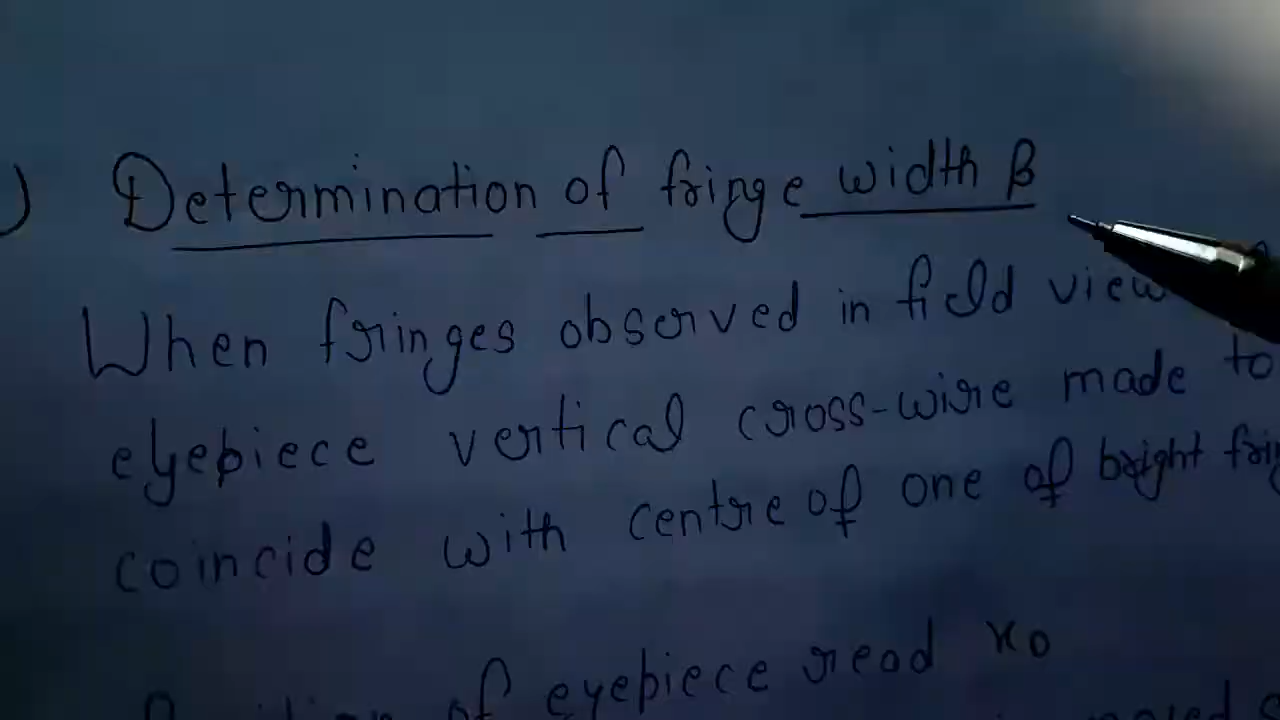 ) Determination of fringe width β
When fringes observed in field view
eyepiece vertical cross-wire made to
coincide with centre of one of bright
of eyepiece read x₀